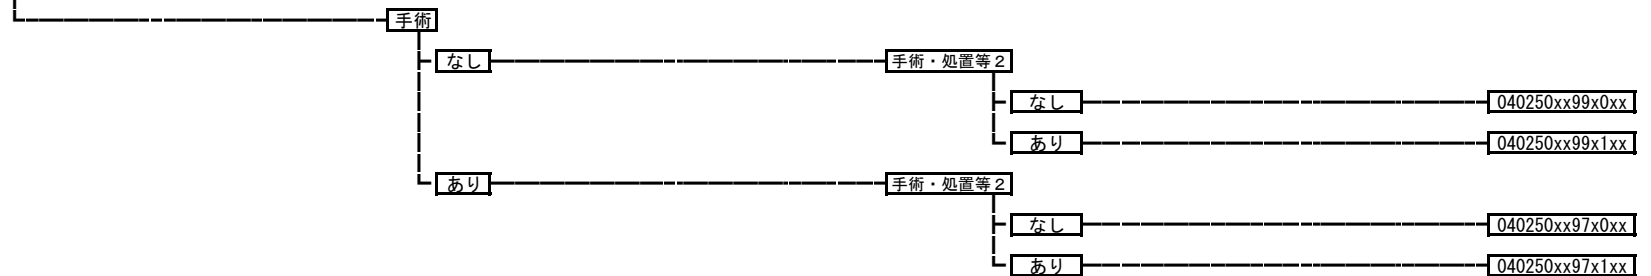 手術
なし 手術・処置等2
なし 040250xx99x0xx
あり 040250xx99x1xx
あり 手術・処置等2
なし 040250xx97x0xx
あり 040250xx97x1xx